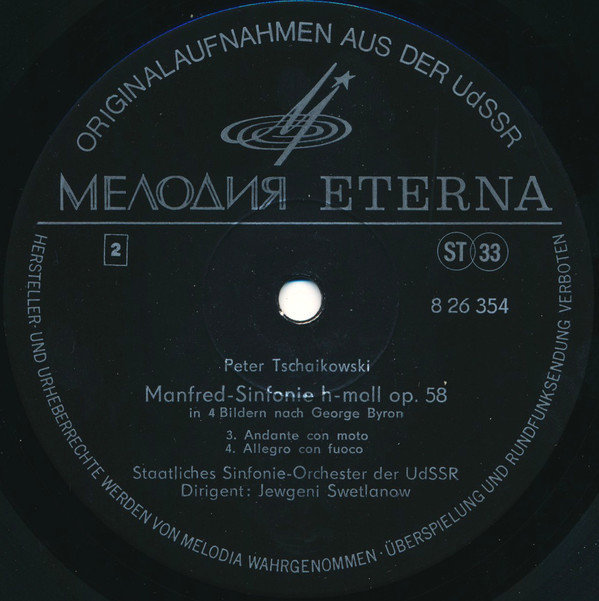 ORIGINALAUFNAHMEN AUS DER UdSSR
МЕЛОДИЯ ETERNA
2
ST 33
8 26 354
Peter Tschaikowski
Manfred-Sinfonie h-moll op. 58
in 4 Bildern nach George Byron
3. Andante con moto
4. Allegro con fuoco
Staatliches Sinfonie-Orchester der UdSSR
Dirigent: Jewgeni Swetlanow
HERSTELLER- UND URHEBERRECHTE WERDEN VON MELODIA WAHRGENOMMEN · ÜBERSPIELUNG UND RUNDFUNKSENDUNG VERBOTEN